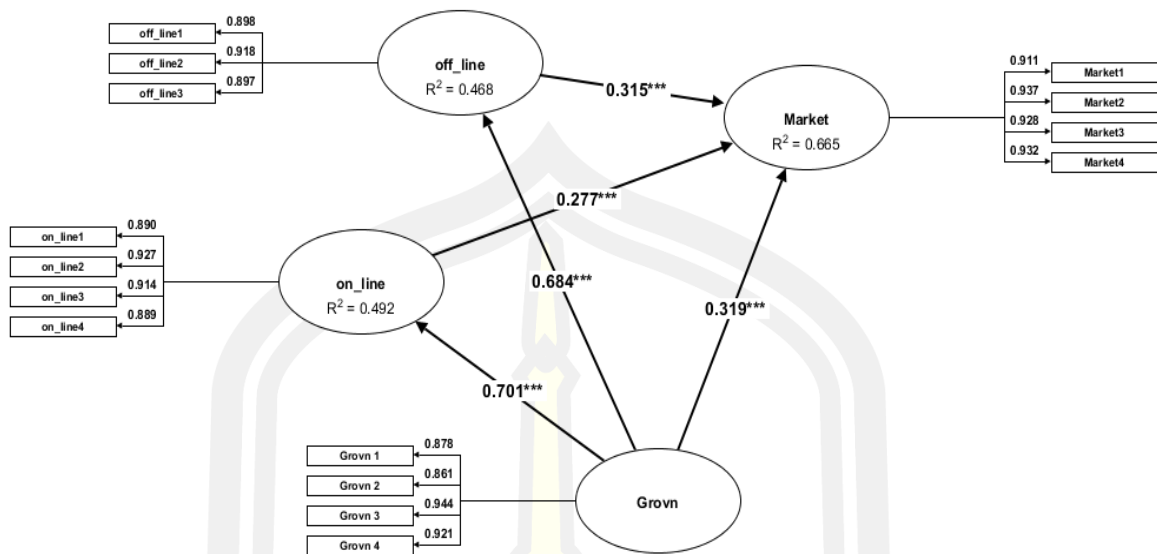 off_line1
off_line2
off_line3
0.898
0.918
0.897
off_line
R² = 0.468
0.315***
Market
R² = 0.665
0.911
0.937
0.928
0.932
Market1
Market2
Market3
Market4
on_line1
on_line2
on_line3
on_line4
0.890
0.927
0.914
0.889
on_line
R² = 0.492
0.277***
0.684***
0.319***
0.701***
Grovn 1
Grovn 2
Grovn 3
Grovn 4
0.878
0.861
0.944
0.921
Grovn